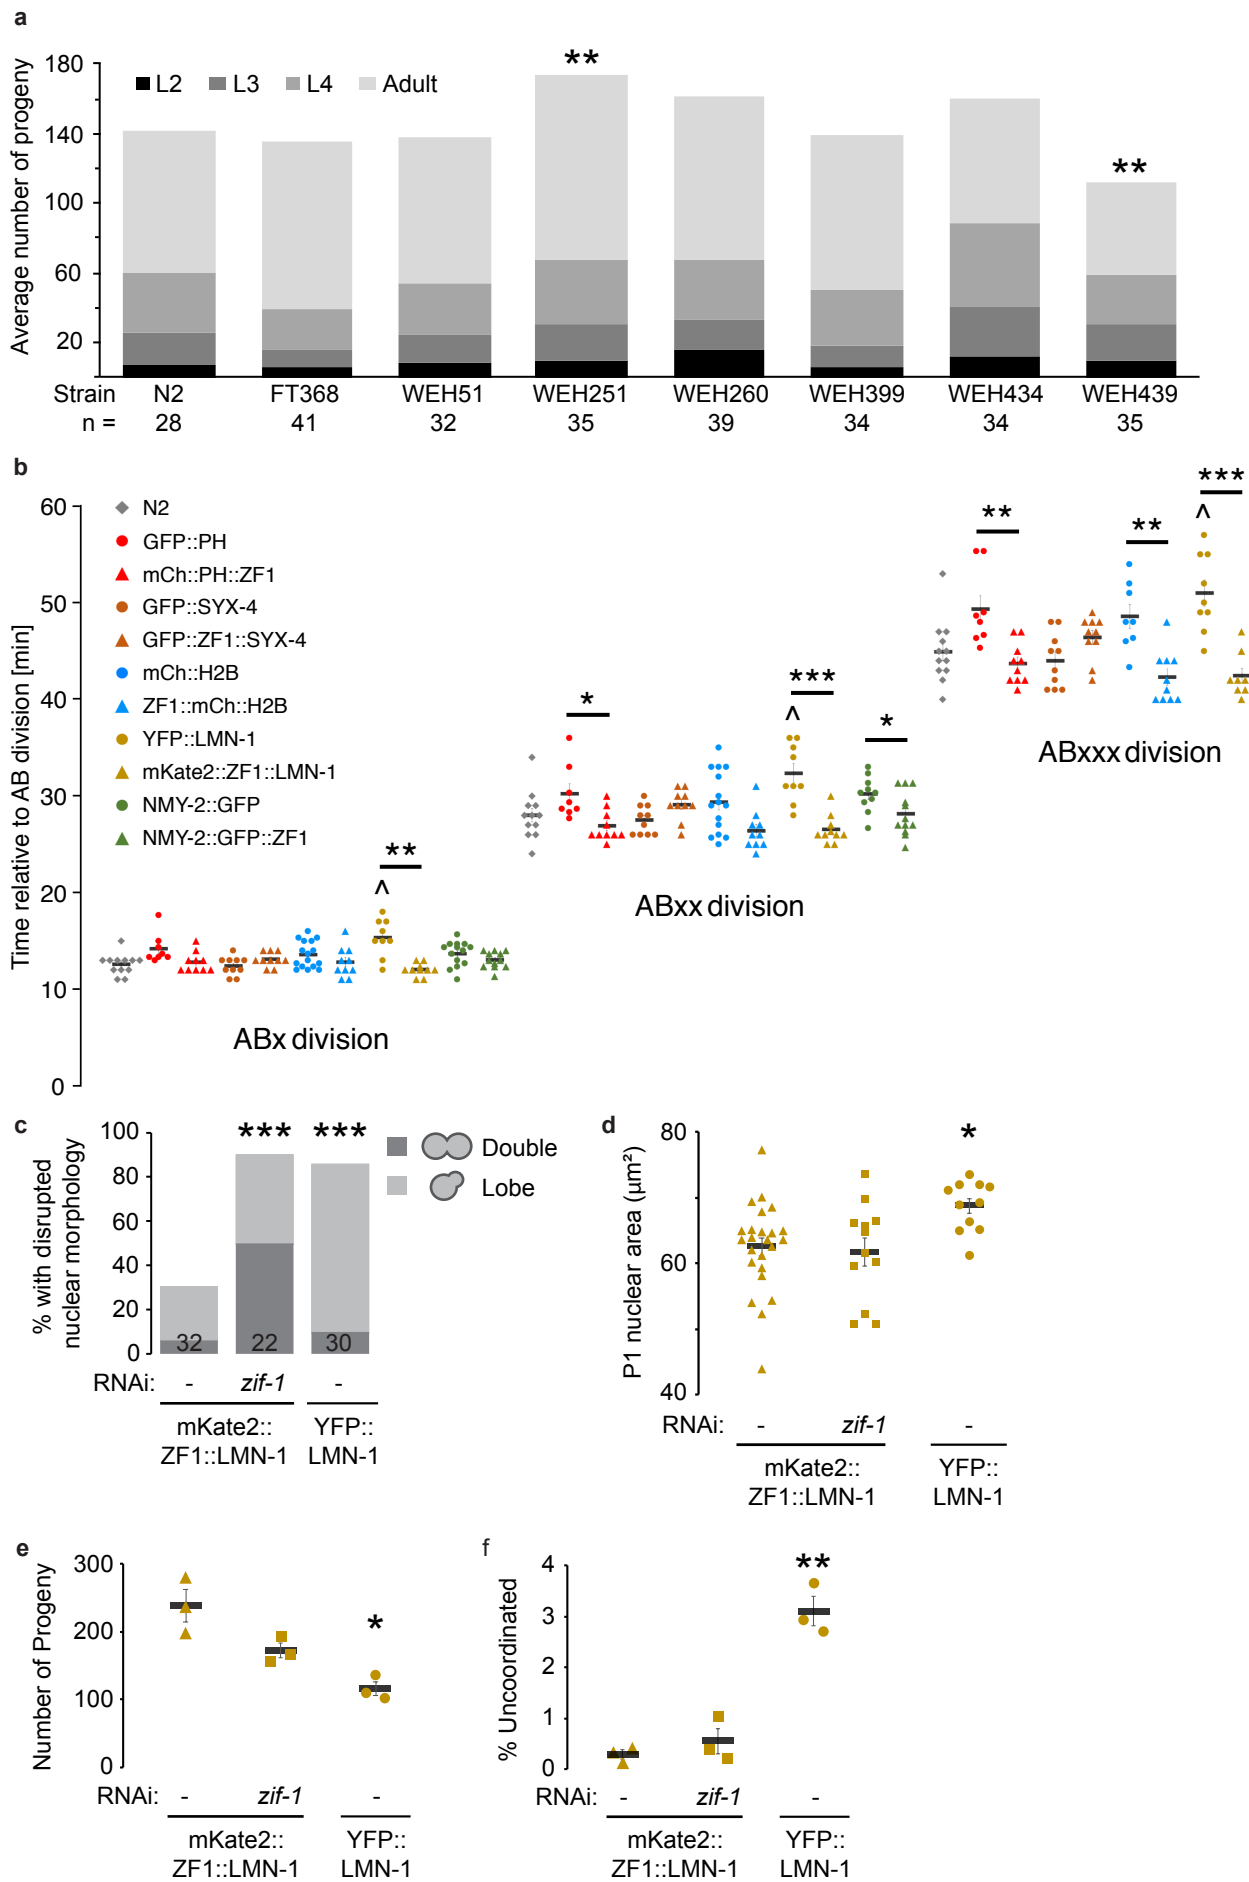 a
Average number of progeny
180
140
100
60
20
L2 L3 L4 Adult
**
**
Strain N2 FT368 WEH51 WEH251 WEH260 WEH399 WEH434 WEH439
n = 28 41 32 35 39 34 34 35
b
Time relative to AB division [min]
60
50
40
30
20
10
0
N2
GFP::PH
mCh::PH::ZF1
GFP::SYX-4
GFP::ZF1::SYX-4
mCh::H2B
ZF1::mCh::H2B
YFP::LMN-1
mKate2::ZF1::LMN-1
NMY-2::GFP
NMY-2::GFP::ZF1
**
^
ABx division
*
***
^
*
ABxx division
**
**
***
^
ABxxx division
c
% with disrupted
nuclear morphology
100
80
60
40
20
0
*** ***
Double
Lobe
32 22 30
RNAi: - zif-1 -
mKate2:: YFP::
ZF1::LMN-1 LMN-1
d
P1 nuclear area (µm²)
80
60
40
*
RNAi: - zif-1 -
mKate2:: YFP::
ZF1::LMN-1 LMN-1
e
Number of Progeny
300
200
100
0
*
RNAi: - zif-1 -
mKate2:: YFP::
ZF1::LMN-1 LMN-1
f
% Uncoordinated
4
3
2
1
0
**
RNAi: - zif-1 -
mKate2:: YFP::
ZF1::LMN-1 LMN-1